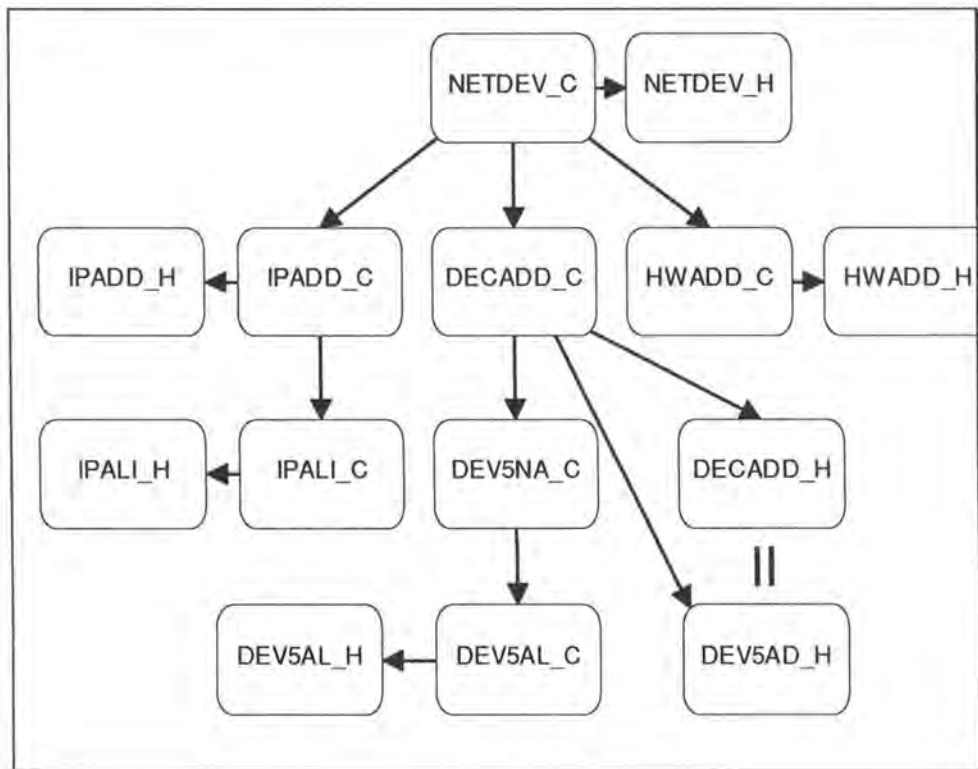 NETDEV_C NETDEV_H
IPADD_H IPADD_C DECADD_C HWADD_C HWADD_H
IPALI_H IPALI_C DEV5NA_C DECADD_H
DEV5AL_H DEV5AL_C DEV5AD_H